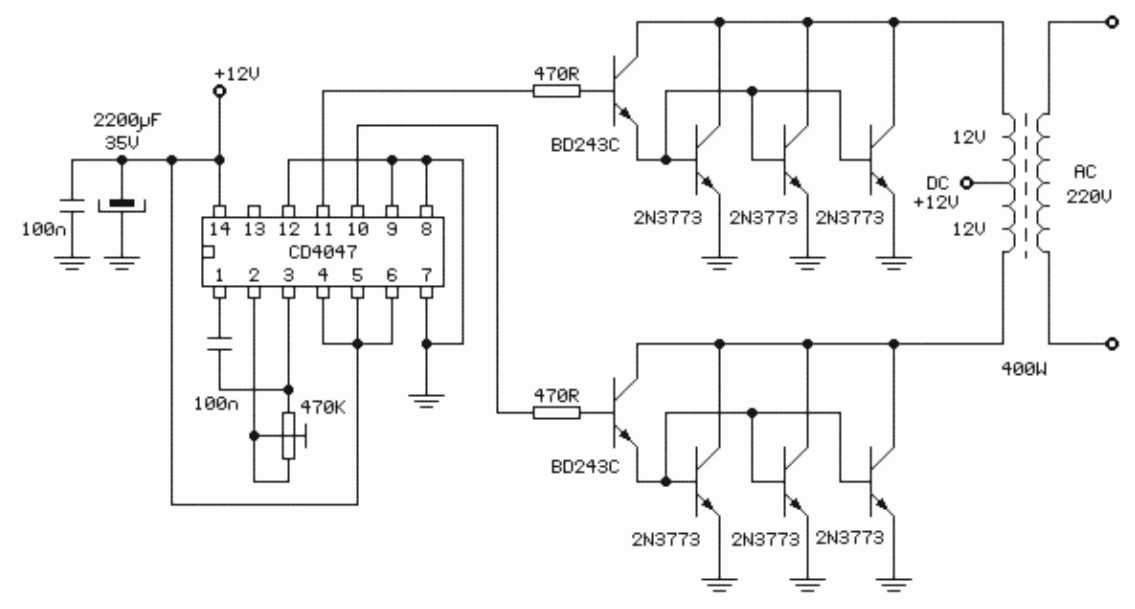 +12V
2200µF
35V
100n
14 13 12 11 10 9 8
CD4047
1 2 3 4 5 6 7
100n
470K
470R
BD243C
2N3773 2N3773 2N3773
12V
DC
+12V
12V
AC
220V
400W
470R
BD243C
2N3773 2N3773 2N3773